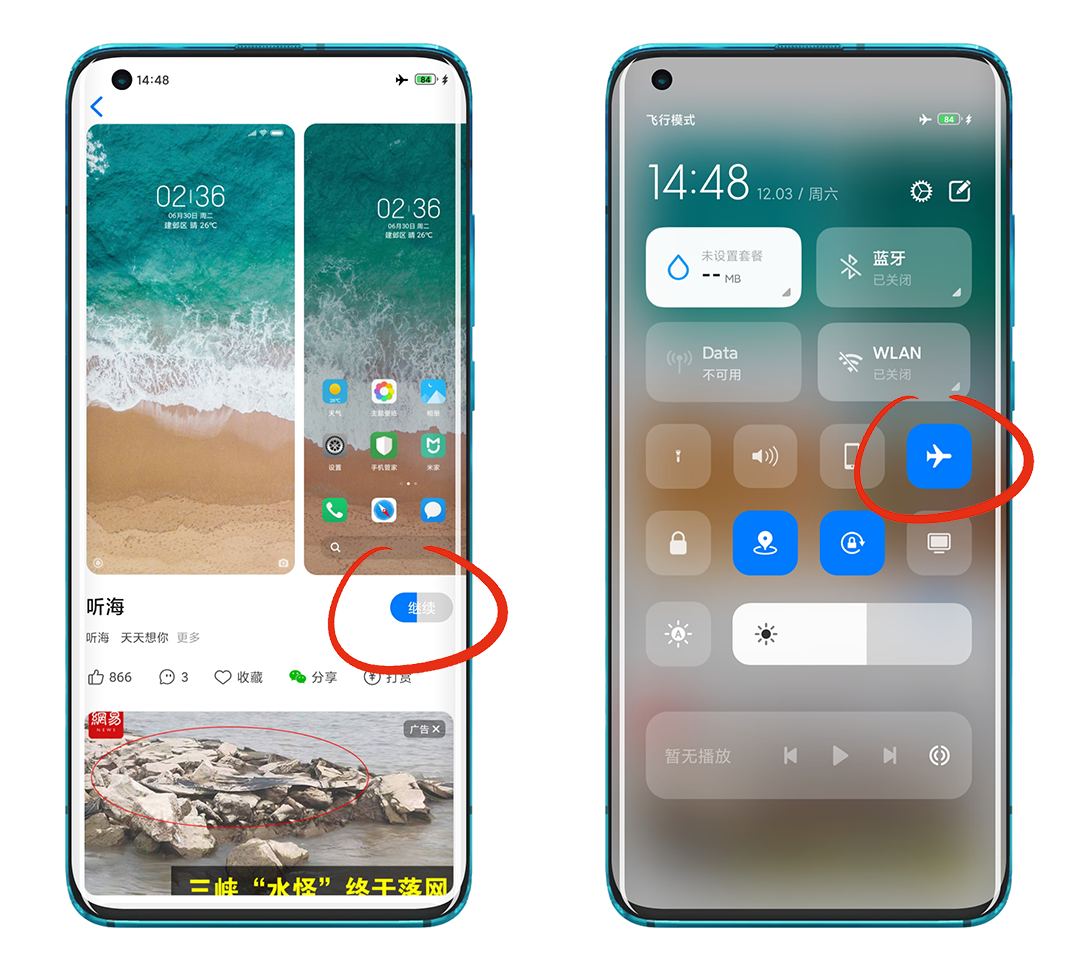 14:48
84
02:36
06月30日 周二
建邺区 晴 26℃
02:36
06月30日 周二
建邺区 晴 26℃
26℃
天气
主题壁纸
相册
设置
手机管家
米家
听海
继续
听海 天天想你 更多
866
3
收藏
分享
打赏
網易
NEWS
广告
三峡“水怪”终于落网
飞行模式
84
14:48 12.03 / 周六
未设置套餐
-- MB
蓝牙
已关闭
Data
不可用
WLAN
已关闭
A
暂无播放